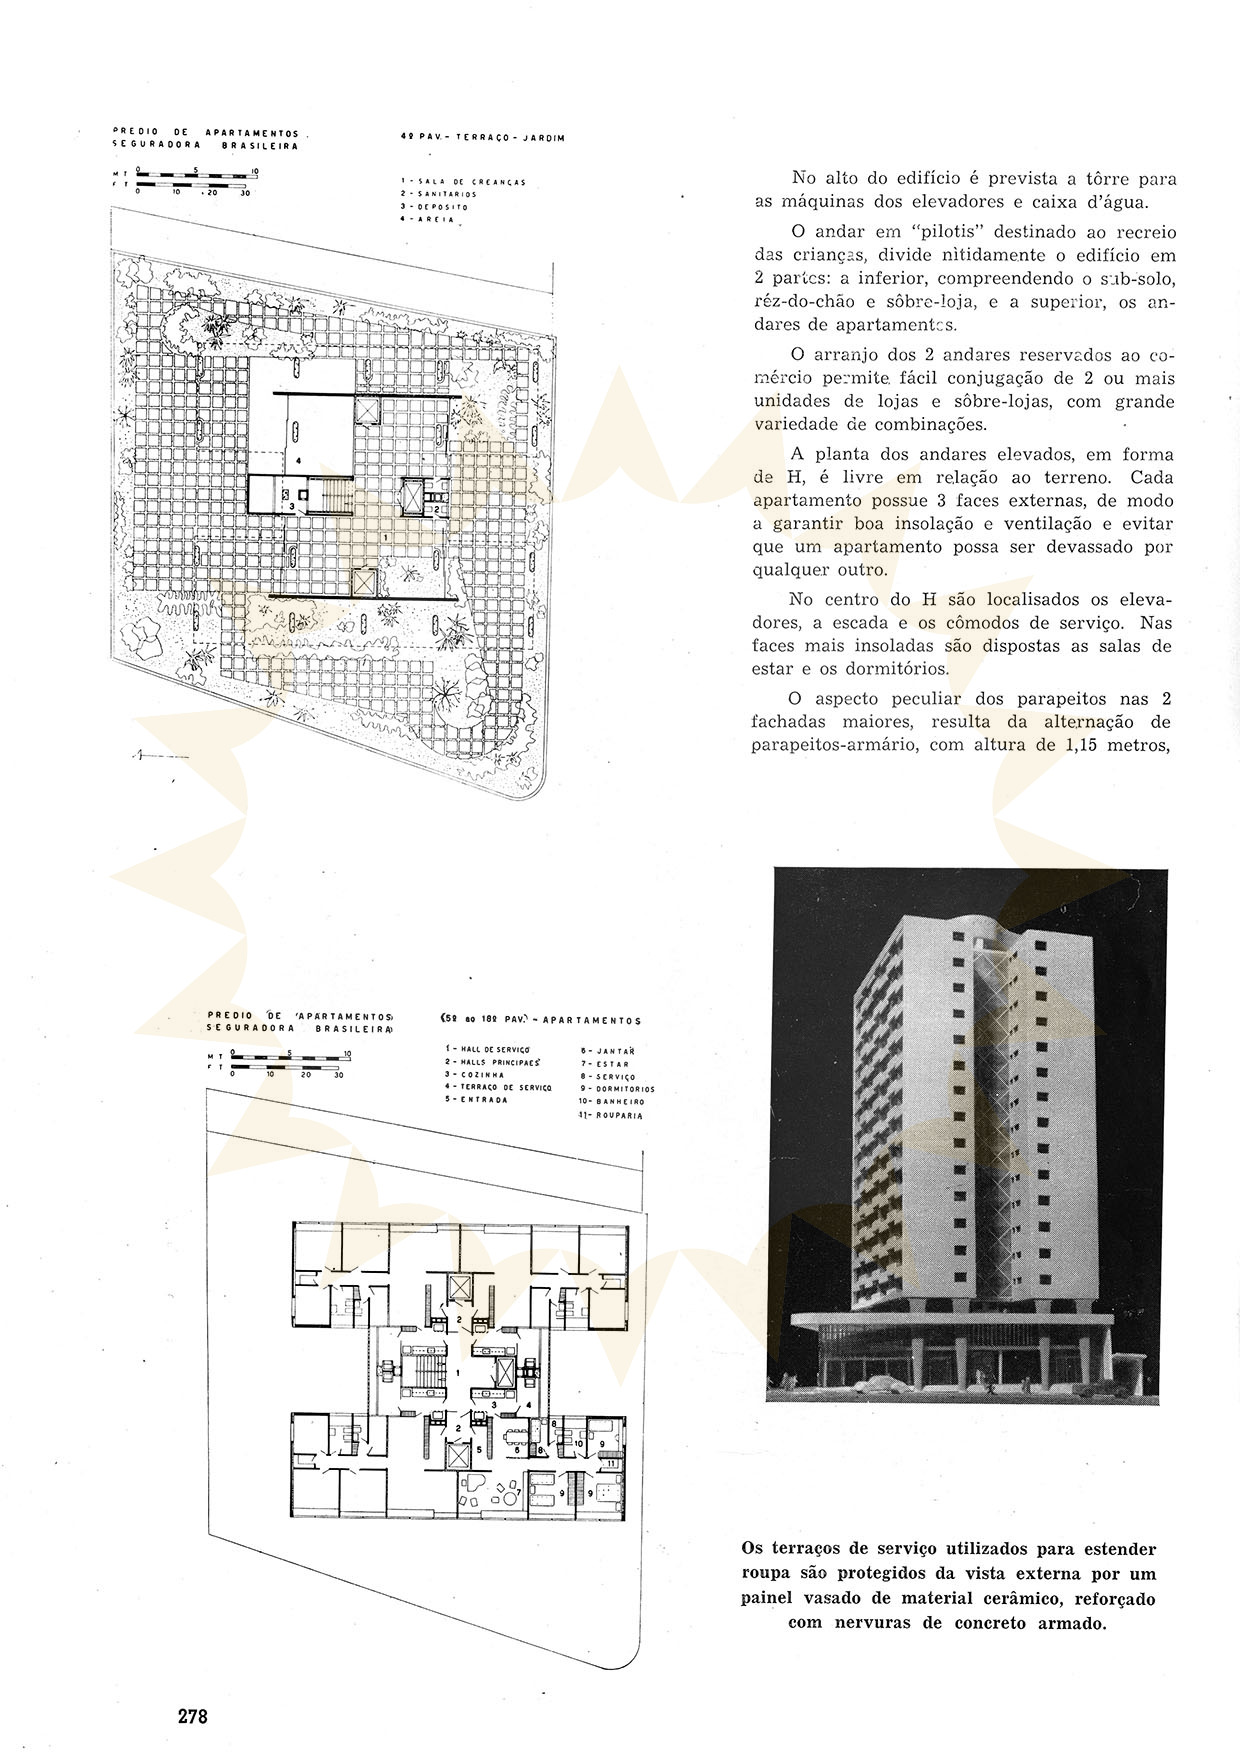 PREDIO DE APARTAMENTOS
SEGURADORA BRASILEIRA
4º PAV. - TERRAÇO - JARDIM
MT 0 5 10
FT 0 10 20 30
1 - SALA DE CREANÇAS
2 - SANITARIOS
3 - DEPOSITO
4 - AREIA
4
3
2
1
No alto do edifício é prevista a tôrre para
as máquinas dos elevadores e caixa d'água.
O andar em “pilotis” destinado ao recreio
das crianças, divide nìtidamente o edifício em
2 partes: a inferior, compreendendo o sub-solo,
réz-do-chão e sôbre-loja, e a superior, os an-
dares de apartamentos.
O arranjo dos 2 andares reservados ao co-
mércio permite fácil conjugação de 2 ou mais
unidades de lojas e sôbre-lojas, com grande
variedade de combinações.
A planta dos andares elevados, em forma
de H, é livre em relação ao terreno. Cada
apartamento possue 3 faces externas, de modo
a garantir boa insolação e ventilação e evitar
que um apartamento possa ser devassado por
qualquer outro.
No centro do H são localisados os eleva-
dores, a escada e os cômodos de serviço. Nas
faces mais insoladas são dispostas as salas de
estar e os dormitórios.
O aspecto peculiar dos parapeitos nas 2
fachadas maiores, resulta da alternação de
parapeitos-armário, com altura de 1,15 metros,
PREDIO DE APARTAMENTOS
SEGURADORA BRASILEIRA
(5º ao 18º PAV.) - APARTAMENTOS
MT 0 5 10
FT 0 10 20 30
1 - HALL DE SERVIÇO
2 - HALLS PRINCIPAES
3 - COZINHA
4 - TERRAÇO DE SERVIÇO
5 - ENTRADA
6 - JANTAR
7 - ESTAR
8 - SERVIÇO
9 - DORMITORIOS
10 - BANHEIRO
11 - ROUPARIA
2
1
3 4
2 5 6 8 8 10 9
11
7 9 9
Os terraços de serviço utilizados para estender
roupa são protegidos da vista externa por um
painel vasado de material cerâmico, reforçado
com nervuras de concreto armado.
278